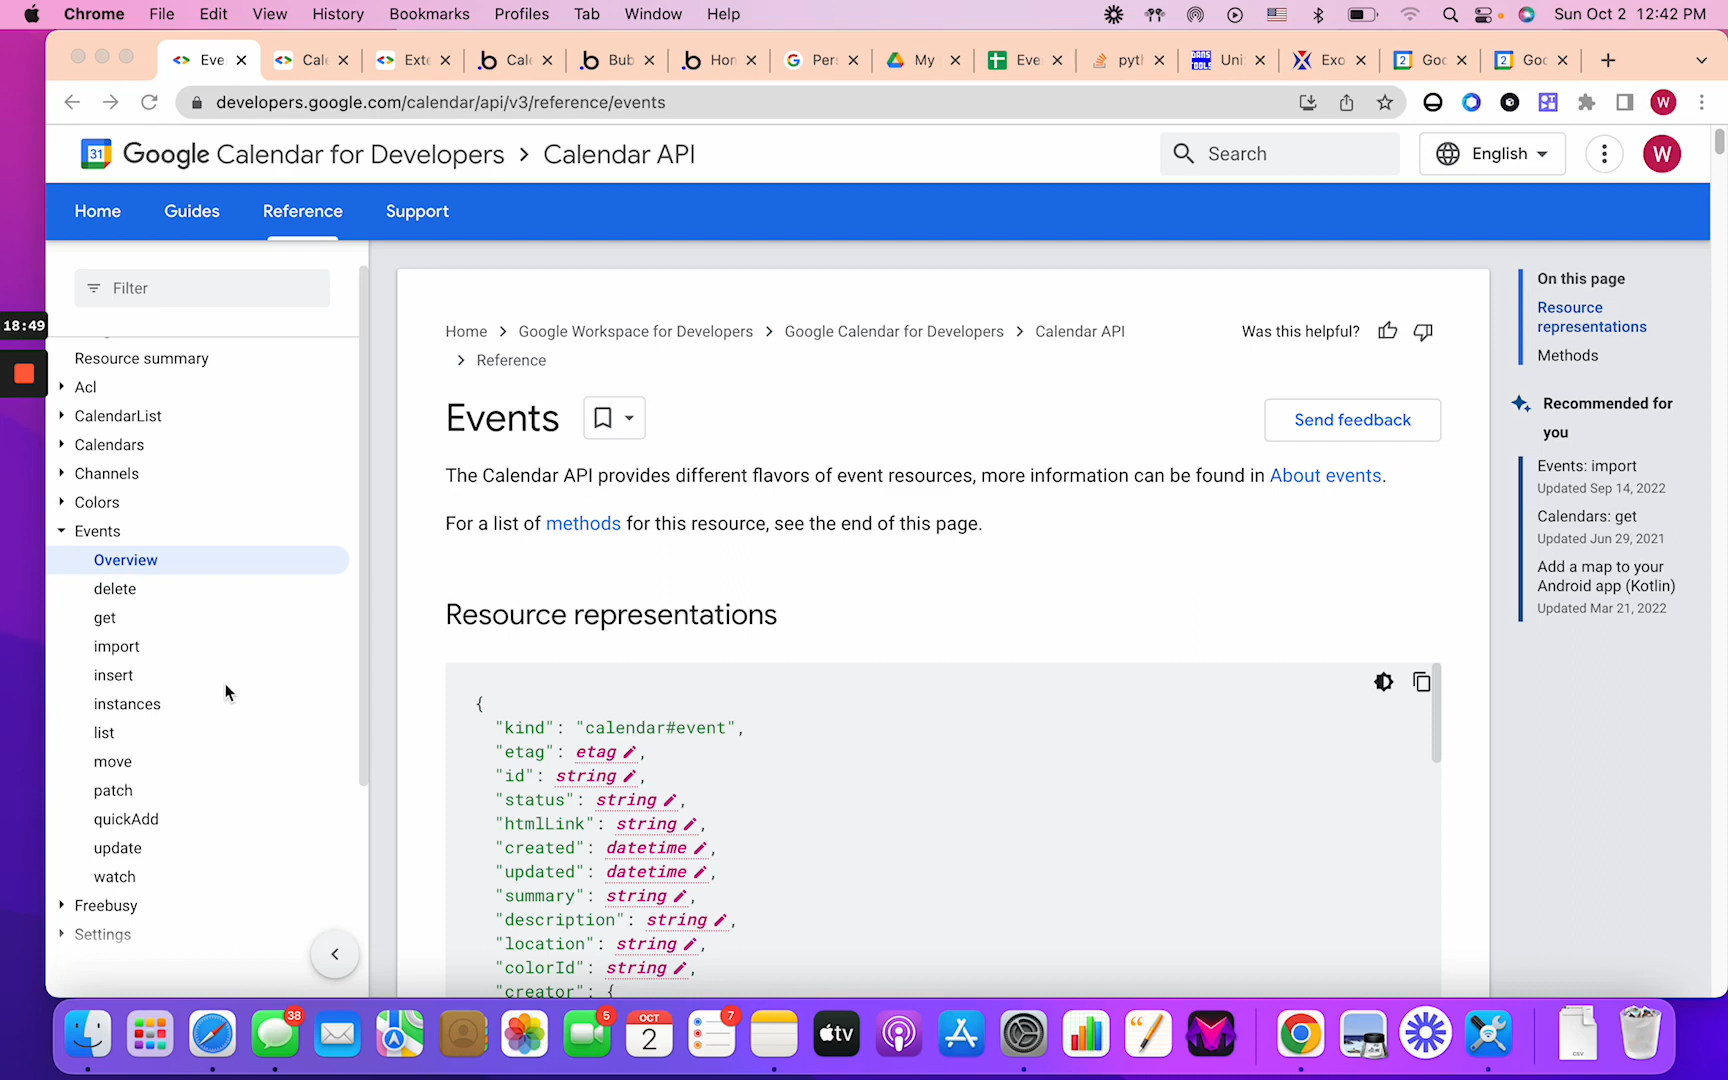 Chrome File Edit View History Bookmarks Profiles Tab Window Help Sun Oct 2 12:42 PM
Eve Cal Exte Cal Bub Hon Per My Eve pyth Uni Exo Goo Goo
developers.google.com/calendar/api/v3/reference/events W
31 Google Calendar for Developers > Calendar API Search English W
Home Guides Reference Support
Filter
18:49
Resource summary
Acl
CalendarList
Calendars
Channels
Colors
Events
Overview
delete
get
import
insert
instances
list
move
patch
quickAdd
update
watch
Freebusy
Settings
Home > Google Workspace for Developers > Google Calendar for Developers > Calendar API
> Reference
Was this helpful?
Events
Send feedback
The Calendar API provides different flavors of event resources, more information can be found in About events.
For a list of methods for this resource, see the end of this page.
Resource representations
{
"kind": "calendar#event",
"etag": etag,
"id": string,
"status": string,
"htmlLink": string,
"created": datetime,
"updated": datetime,
"summary": string,
"description": string,
"location": string,
"colorId": string,
"creator": {
On this page
Resource
representations
Methods
Recommended for
you
Events: import
Updated Sep 14, 2022
Calendars: get
Updated Jun 29, 2021
Add a map to your
Android app (Kotlin)
Updated Mar 21, 2022
38 5 OCT 2 7 tv CSV